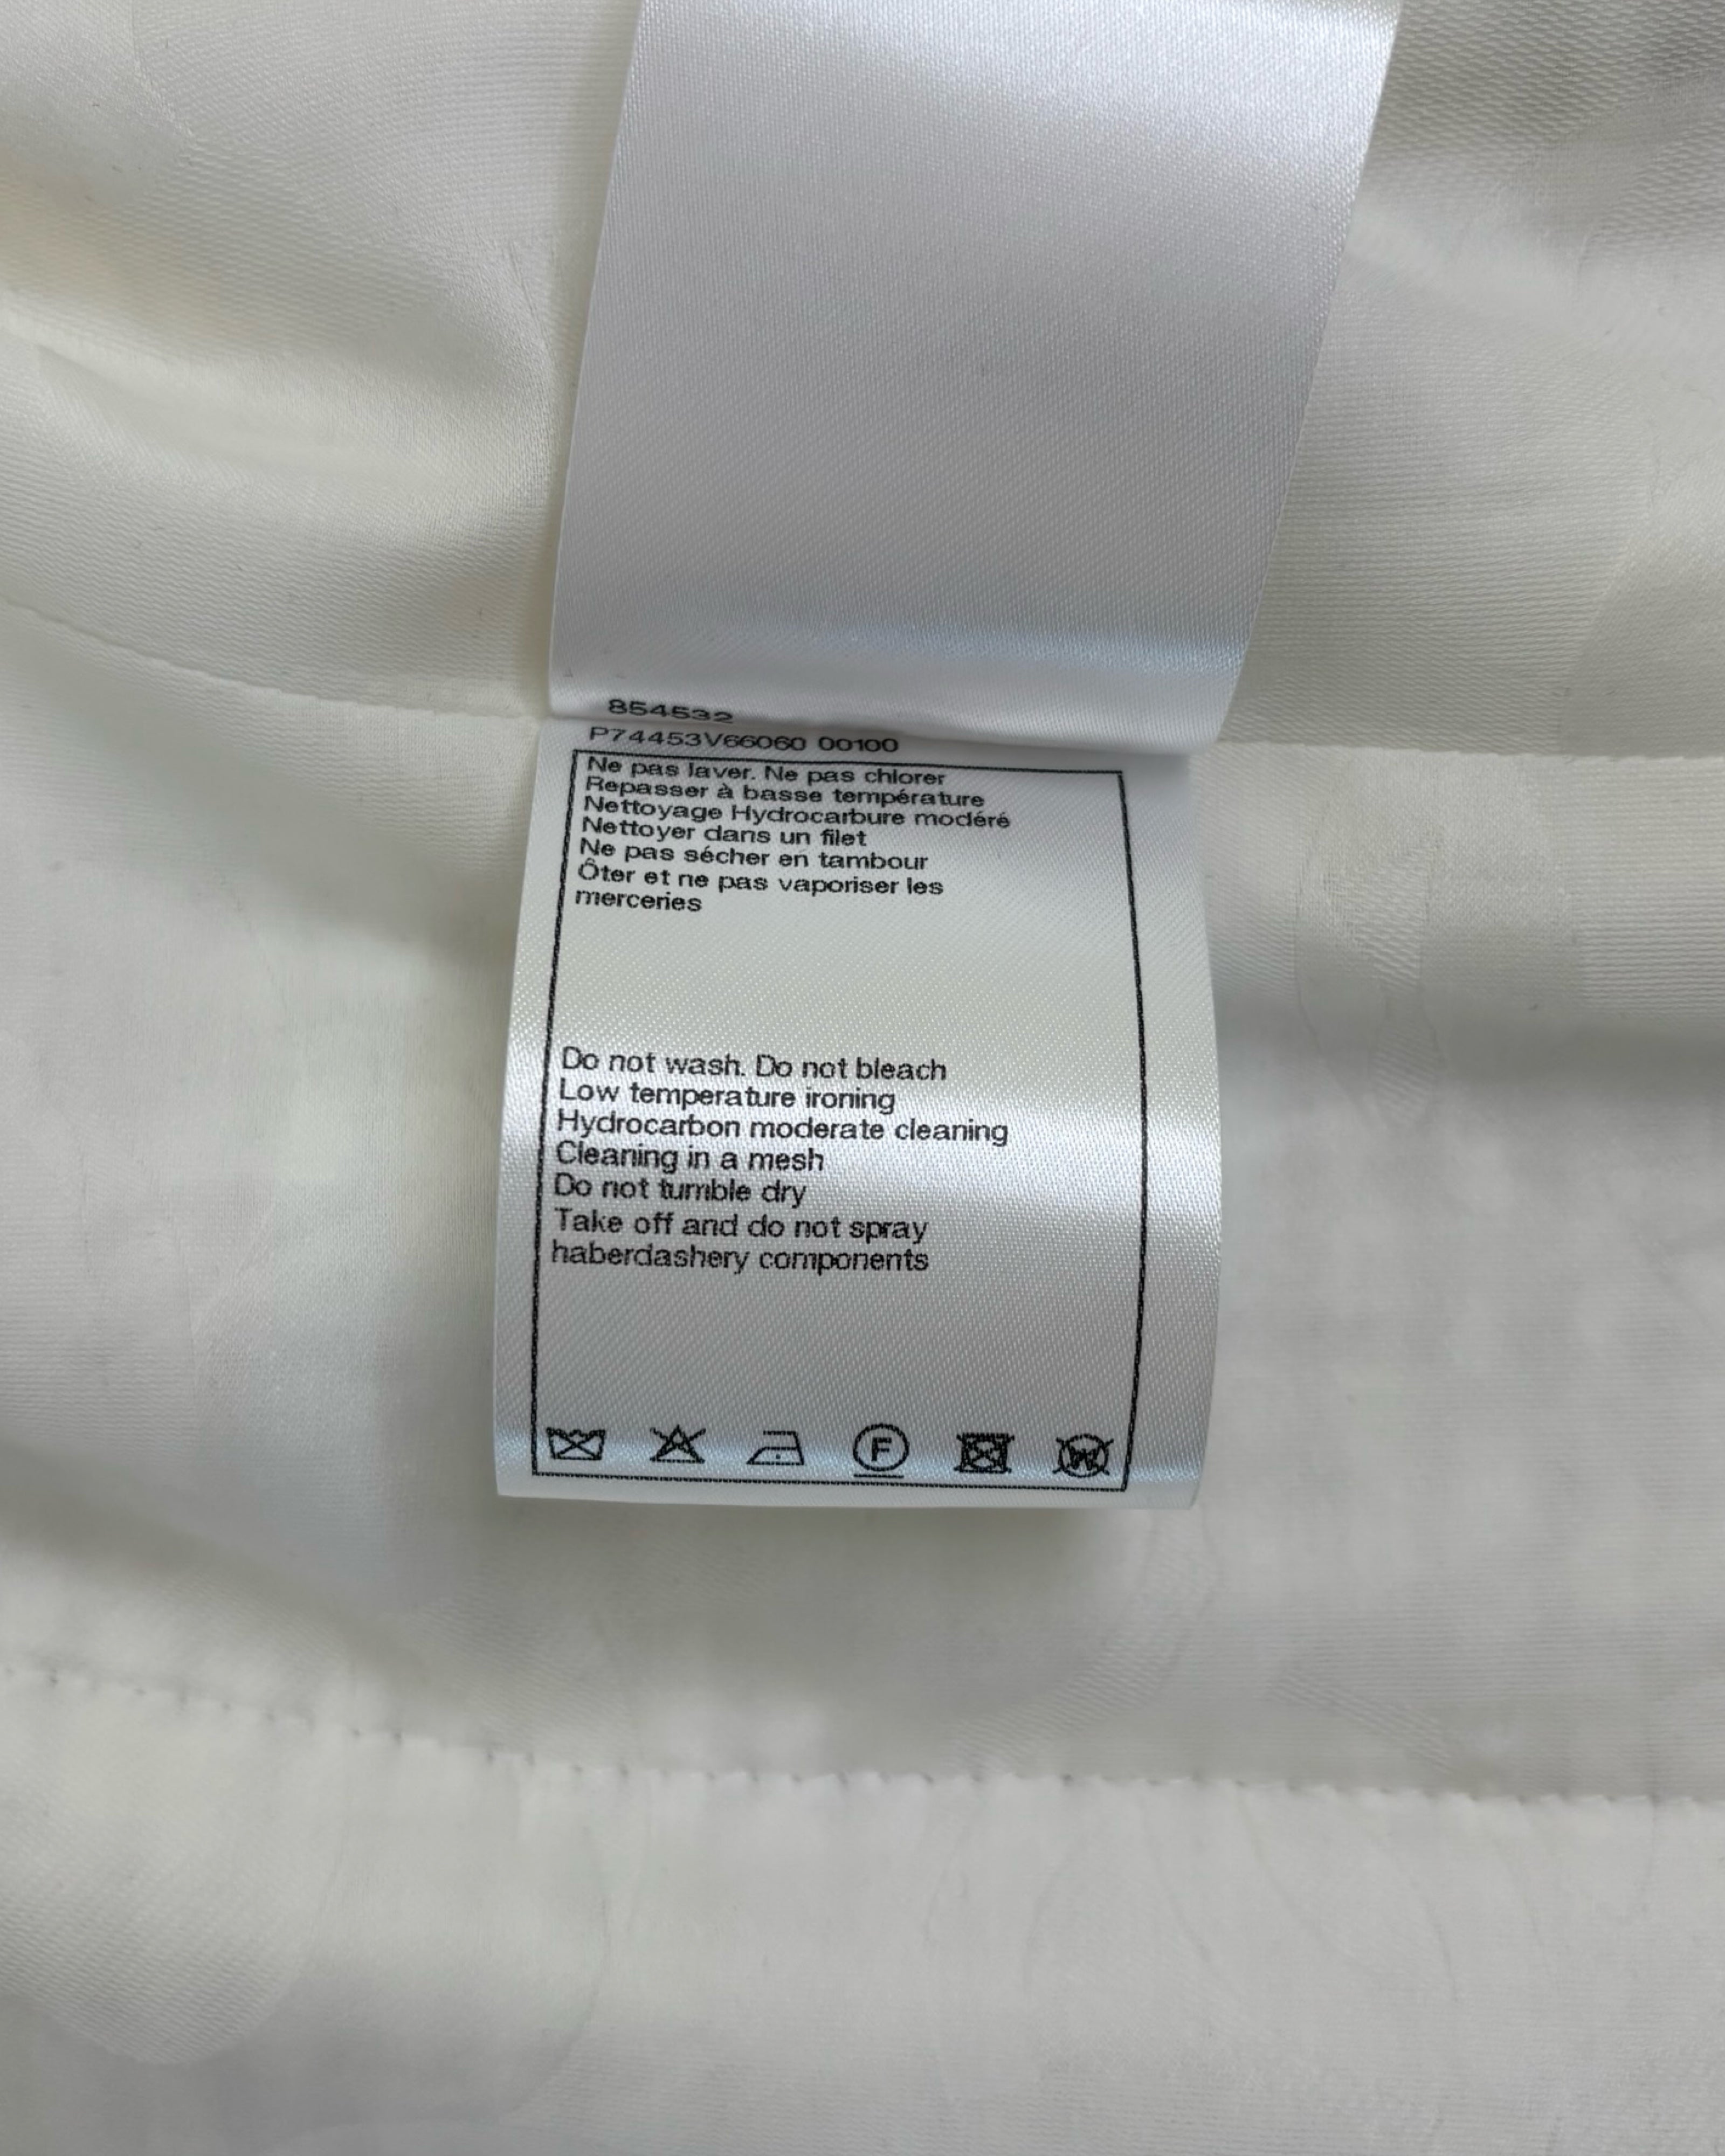 854532
P74453V66060 00100
Ne pas laver. Ne pas chlorer
Repasser à basse température
Nettoyage Hydrocarbure modéré
Nettoyer dans un filet
Ne pas sécher en tambour
Ôter et ne pas vaporiser les
merceries
Do not wash. Do not bleach
Low temperature ironing
Hydrocarbon moderate cleaning
Cleaning in a mesh
Do not tumble dry
Take off and do not spray
haberdashery components
F W